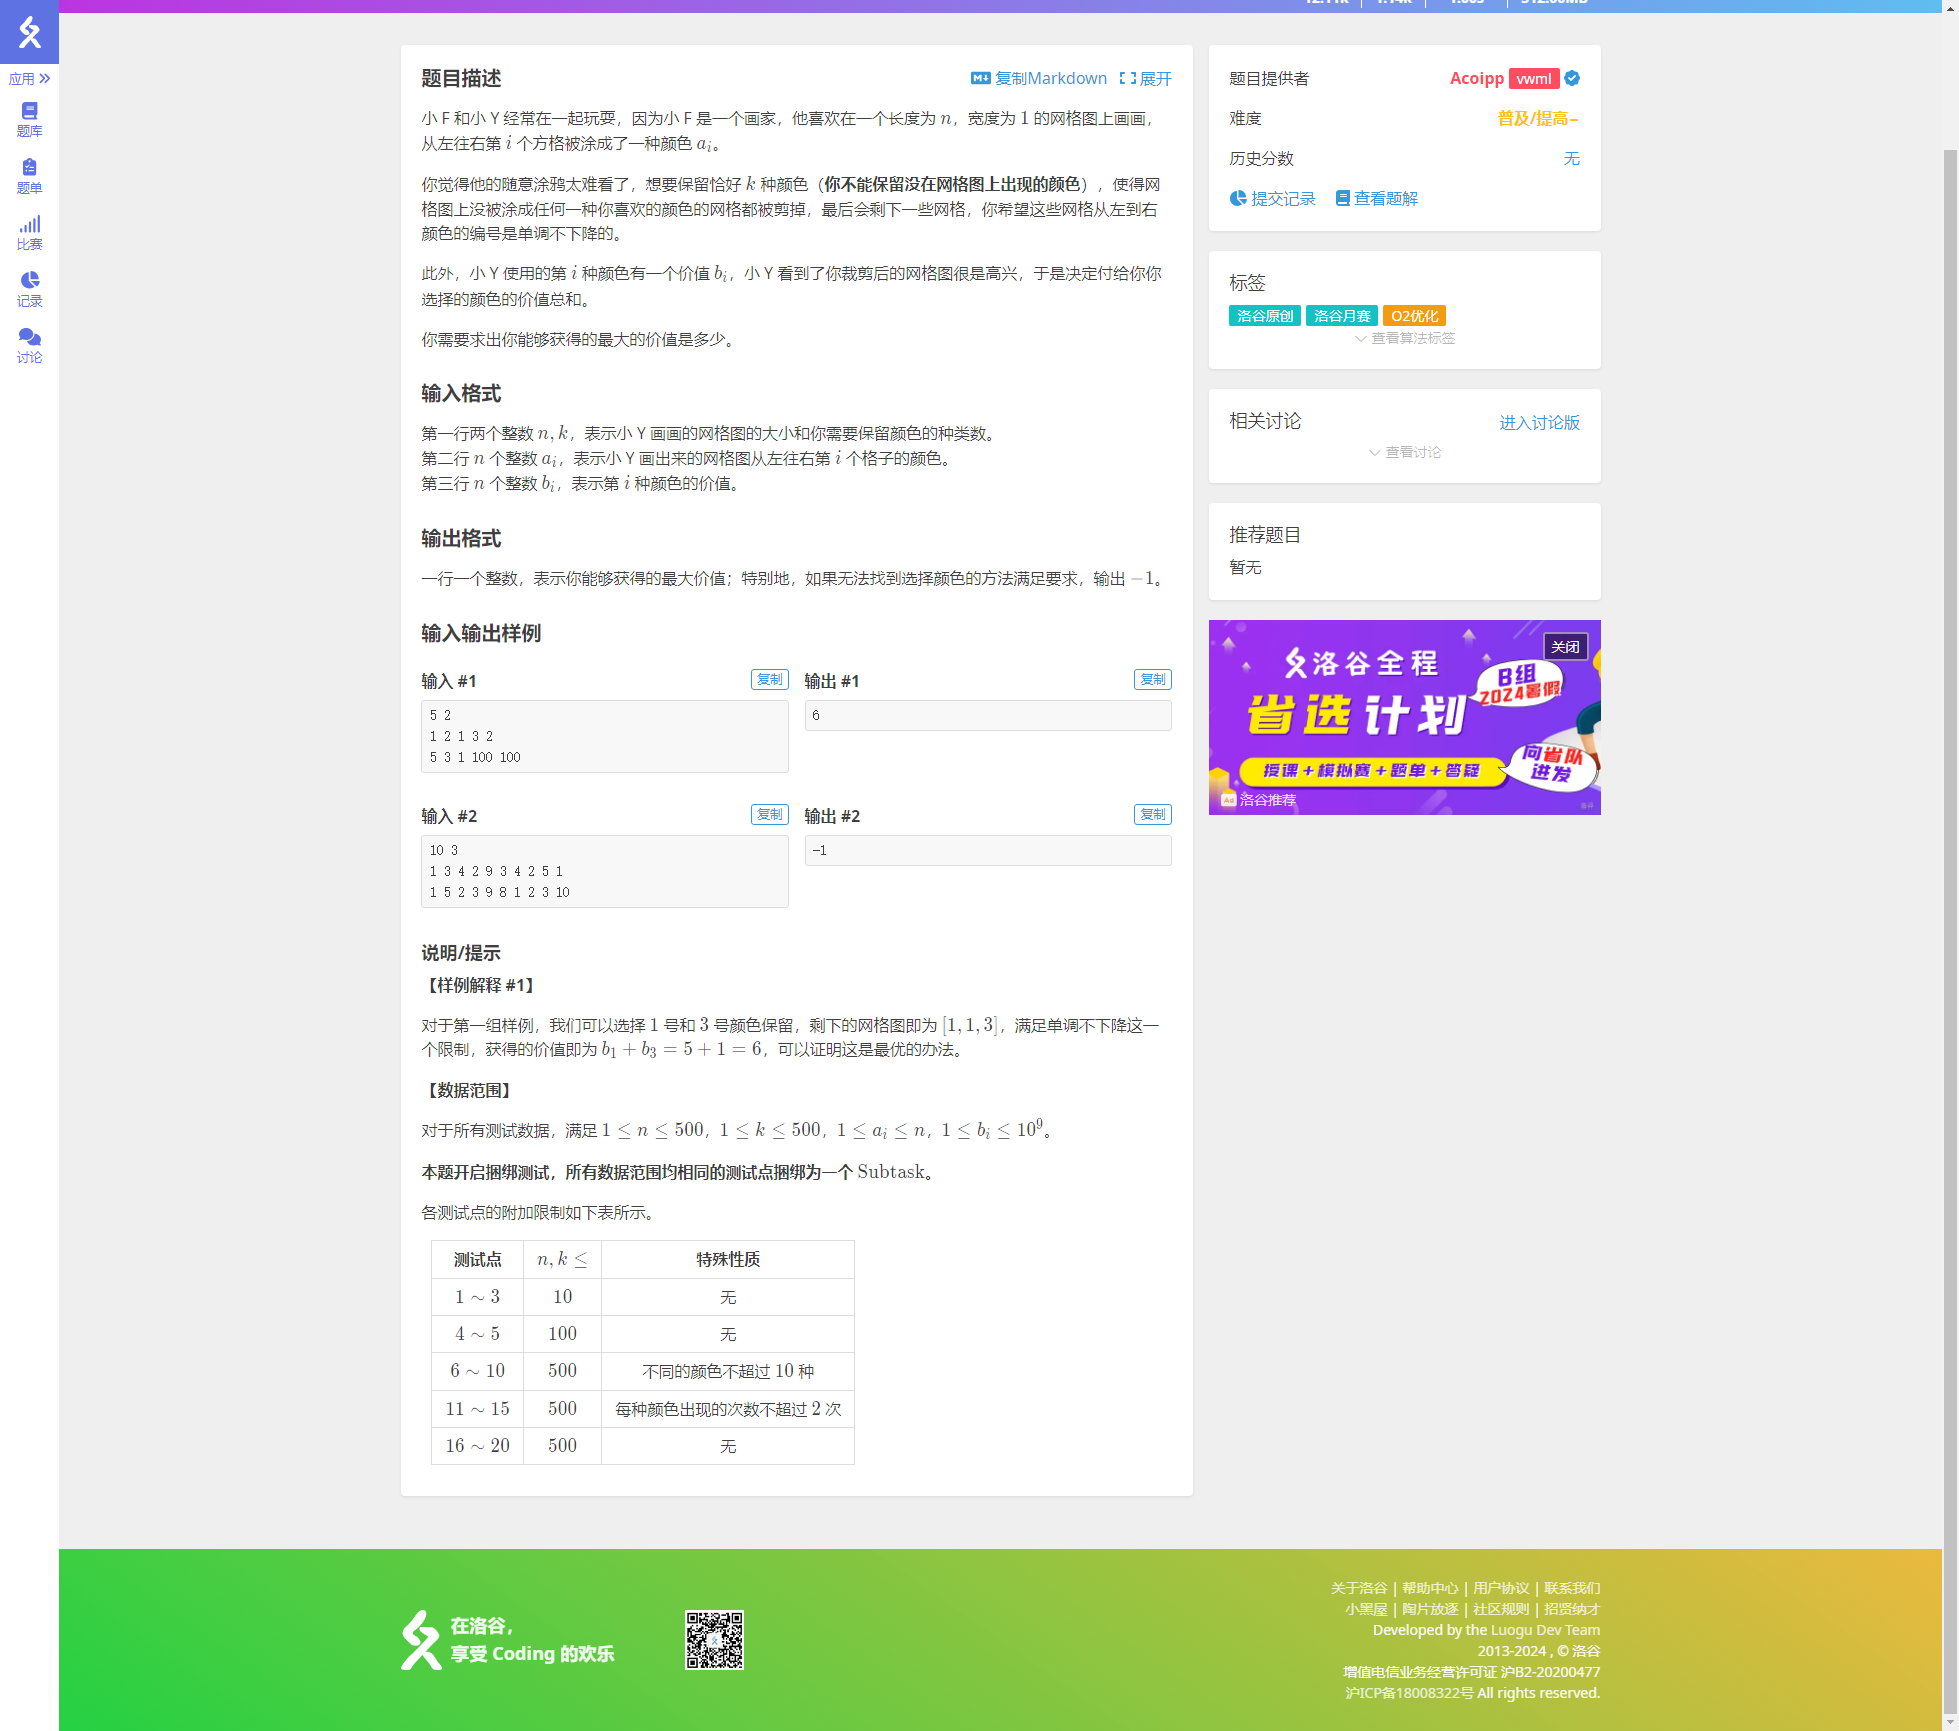 应用 »
题库
题单
比赛
记录
讨论
题目描述
复制Markdown 展开
小 F 和小 Y 经常在一起玩耍，因为小 F 是一个画家，他喜欢在一个长度为 n，宽度为 1 的网格图上画画，
从左往右第 i 个方格被涂成了一种颜色 a_i。
你觉得他的随意涂鸦太难看了，想要保留恰好 k 种颜色（你不能保留没在网格图上出现的颜色），使得网
格图上没被涂成任何一种你喜欢的颜色的网格都被剪掉，最后会剩下一些网格，你希望这些网格从左到右
颜色的编号是单调不下降的。
此外，小 Y 使用的第 i 种颜色有一个价值 b_i，小 Y 看到了你裁剪后的网格图很是高兴，于是决定付给你你
选择的颜色的价值总和。
你需要求出你能够获得的最大的价值是多少。
输入格式
第一行两个整数 n, k，表示小 Y 画画的网格图的大小和你需要保留颜色的种类数。
第二行 n 个整数 a_i，表示小 Y 画出来的网格图从左往右第 i 个格子的颜色。
第三行 n 个整数 b_i，表示第 i 种颜色的价值。
输出格式
一行一个整数，表示你能够获得的最大价值；特别地，如果无法找到选择颜色的方法满足要求，输出 −1。
输入输出样例
输入 #1 复制
5 2
1 2 1 3 2
5 3 1 100 100
输出 #1 复制
6
输入 #2 复制
10 3
1 3 4 2 9 3 4 2 5 1
1 5 2 3 9 8 1 2 3 10
输出 #2 复制
-1
说明/提示
【样例解释 #1】
对于第一组样例，我们可以选择 1 号和 3 号颜色保留，剩下的网格图即为 [1, 1, 3]，满足单调不下降这一
个限制，获得的价值即为 b_1 + b_3 = 5 + 1 = 6，可以证明这是最优的办法。
【数据范围】
对于所有测试数据，满足 1 ≤ n ≤ 500，1 ≤ k ≤ 500，1 ≤ a_i ≤ n，1 ≤ b_i ≤ 10^9。
本题开启捆绑测试，所有数据范围均相同的测试点捆绑为一个 Subtask。
各测试点的附加限制如下表所示。
测试点 n, k ≤ 特殊性质
1 ∼ 3 10 无
4 ∼ 5 100 无
6 ∼ 10 500 不同的颜色不超过 10 种
11 ∼ 15 500 每种颜色出现的次数不超过 2 次
16 ∼ 20 500 无
题目提供者 Acoipp vwml
难度 普及/提高−
历史分数 无
提交记录 查看题解
标签
洛谷原创 洛谷月赛 O2优化
查看算法标签
相关讨论 进入讨论版
查看讨论
推荐题目
暂无
关闭
洛谷全程
省选计划
B组
2024暑假
授课+模拟赛+题单+答疑
向省队
进发
Ad 洛谷推荐
在洛谷，
享受 Coding 的欢乐
关于洛谷 | 帮助中心 | 用户协议 | 联系我们
小黑屋 | 陶片放逐 | 社区规则 | 招贤纳才
Developed by the Luogu Dev Team
2013-2024 , © 洛谷
增值电信业务经营许可证 沪B2-20200477
沪ICP备18008322号 All rights reserved.